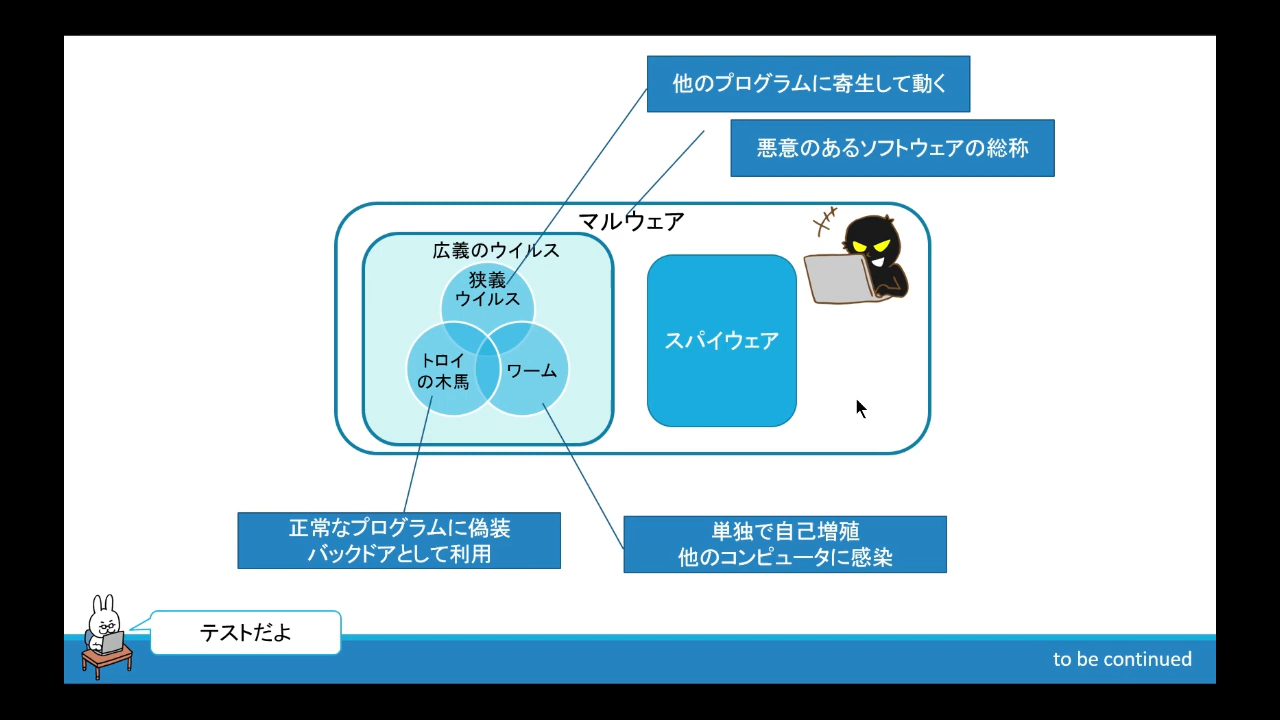 他のプログラムに寄生して動く
悪意のあるソフトウェアの総称
マルウェア
広義のウイルス
狭義
ウイルス
トロイ
の木馬
ワーム
スパイウェア
正常なプログラムに偽装
バックドアとして利用
単独で自己増殖
他のコンピュータに感染
テストだよ
to be continued